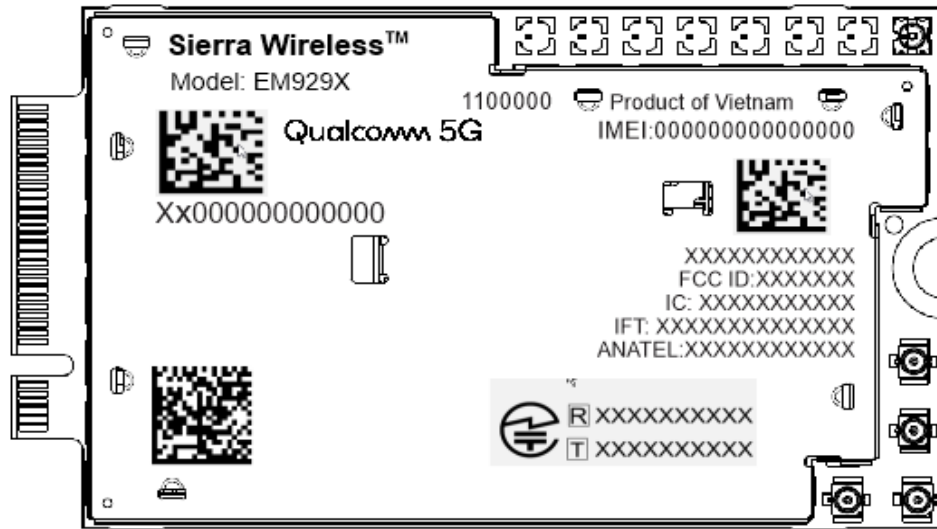 Sierra Wireless™
Model: EM929X
1100000
Product of Vietnam
IMEI:000000000000000
Qualcomm 5G
Xx000000000000
XXXXXXXXXXXX
FCC ID:XXXXXXX
IC: XXXXXXXXXXX
IFT: XXXXXXXXXXXXXX
ANATEL:XXXXXXXXXXXX
R XXXXXXXXXX
T XXXXXXXXXX